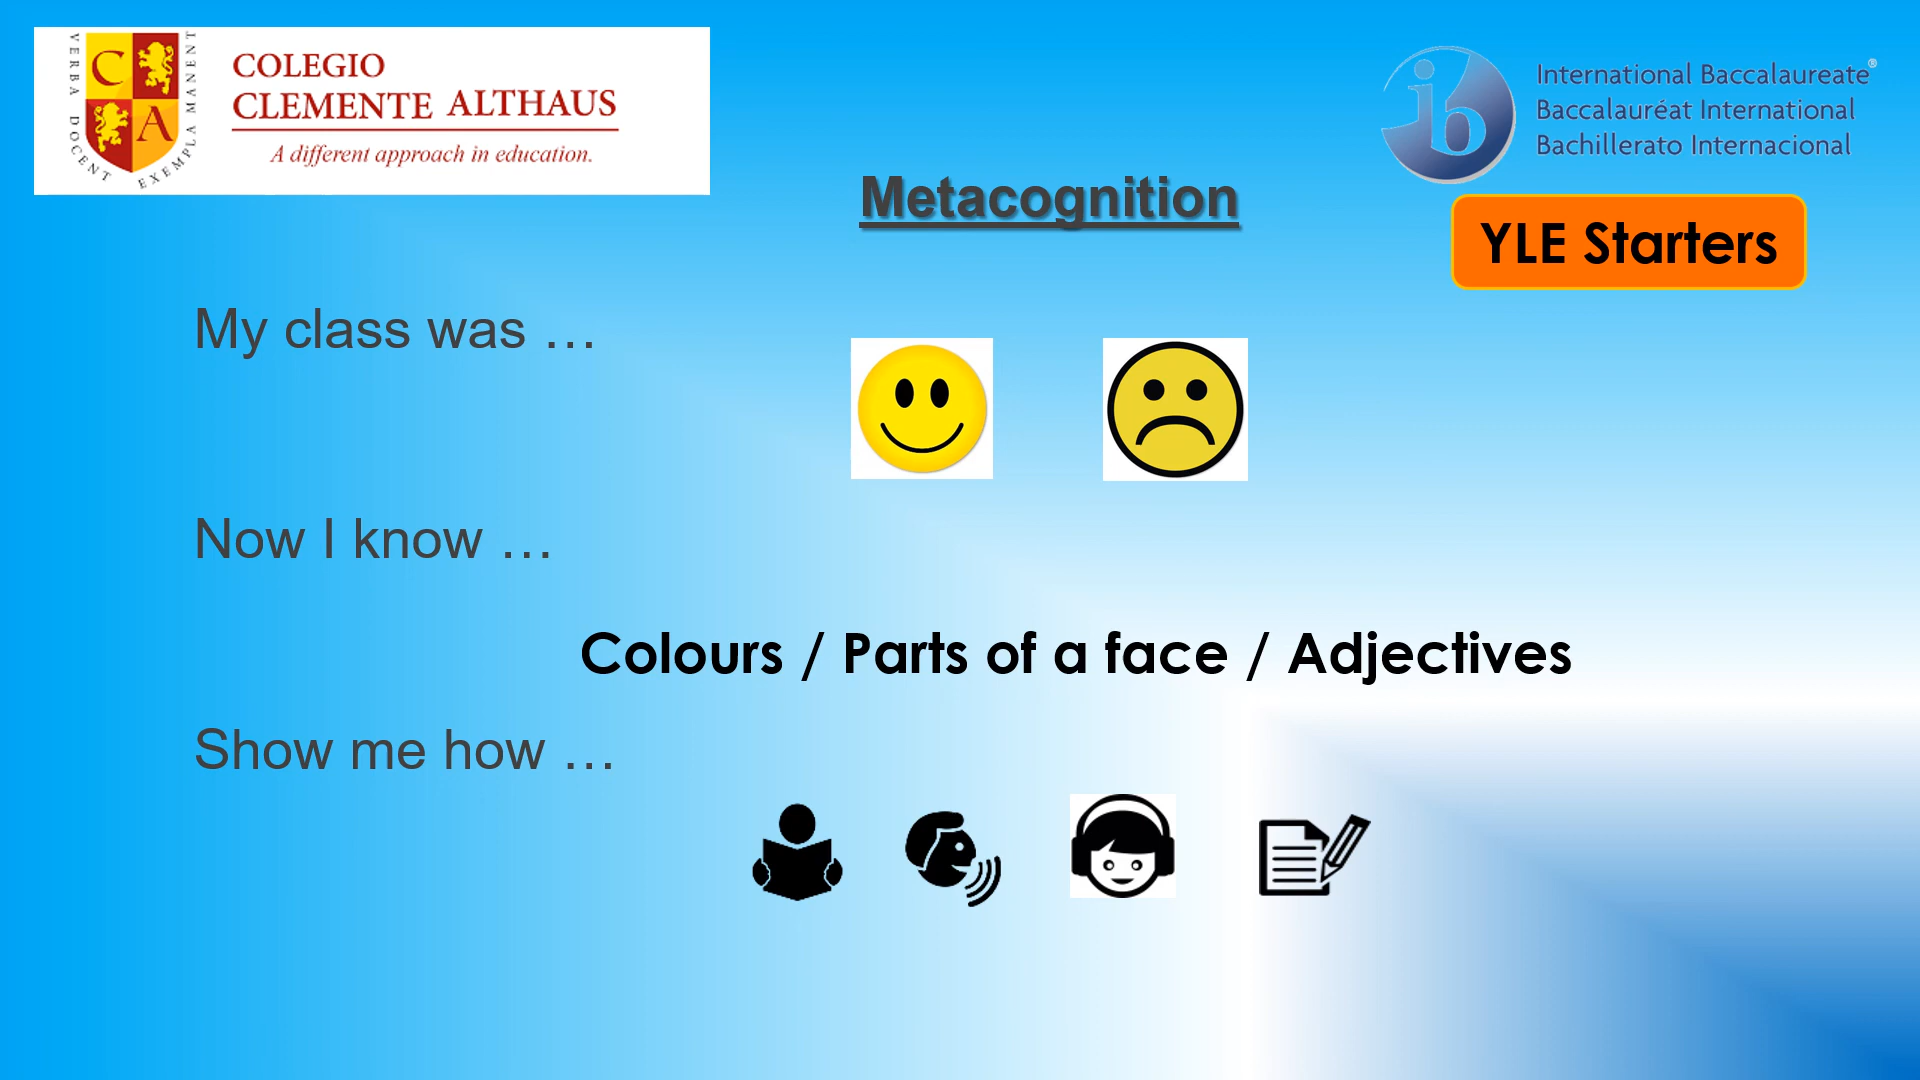 VERBA DOCENT EXEMPLA MANENT
C
A
COLEGIO
CLEMENTE ALTHAUS
A different approach in education.
ib
International Baccalaureate®
Baccalauréat International
Bachillerato Internacional
Metacognition
YLE Starters
My class was …
Now I know …
Colours / Parts of a face / Adjectives
Show me how …